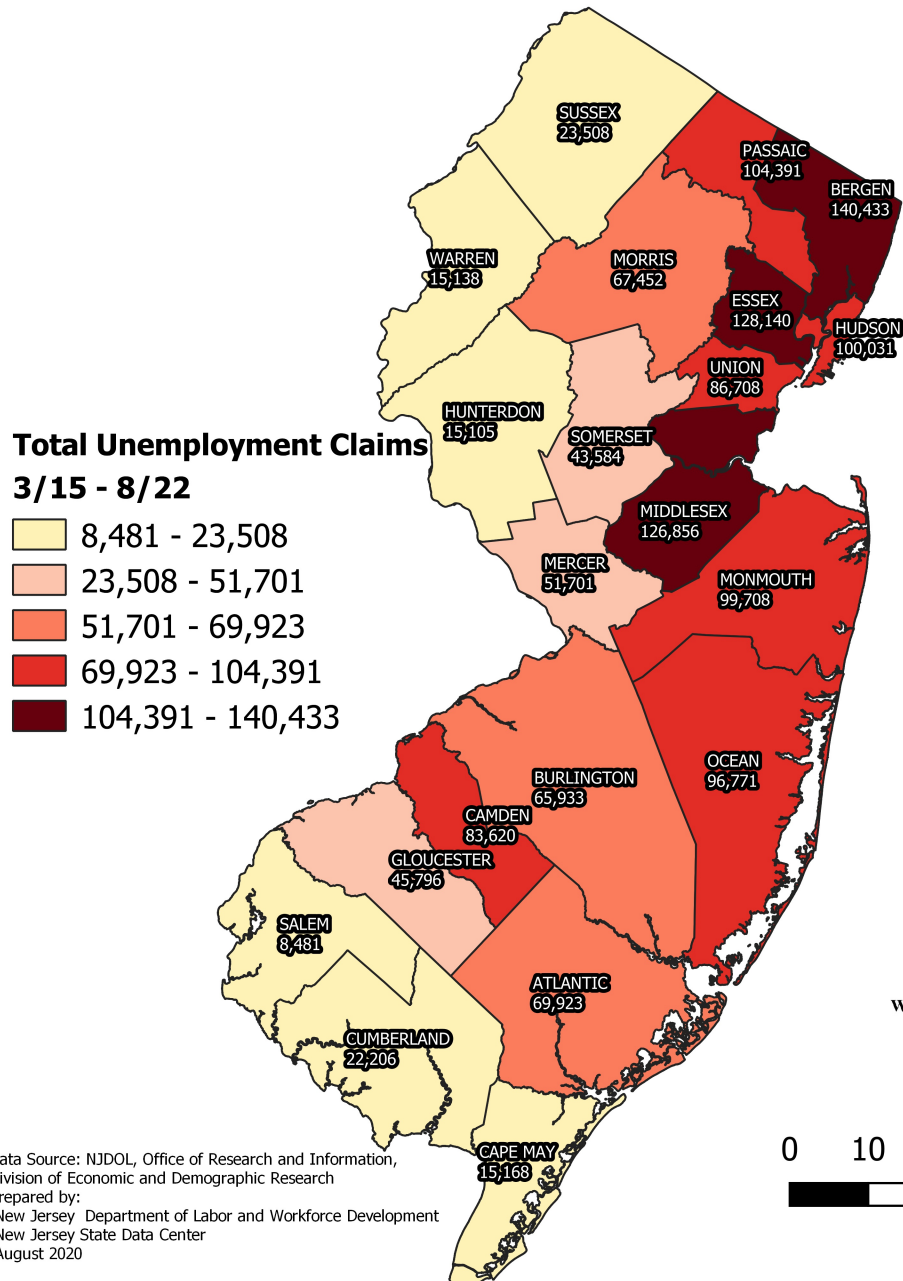 SUSSEX
23,508
PASSAIC
104,391
BERGEN
140,433
WARREN
15,138
MORRIS
67,452
ESSEX
128,140
HUDSON
100,031
UNION
86,708
HUNTERDON
15,105
SOMERSET
43,584
Total Unemployment Claims
3/15 - 8/22
8,481 - 23,508
23,508 - 51,701
51,701 - 69,923
69,923 - 104,391
104,391 - 140,433
MIDDLESEX
126,856
MERCER
51,701
MONMOUTH
99,708
OCEAN
96,771
BURLINGTON
65,933
CAMDEN
83,620
GLOUCESTER
45,796
SALEM
8,481
ATLANTIC
69,923
W
CUMBERLAND
22,206
CAPE MAY
15,168
0 10
ata Source: NJDOL, Office of Research and Information,
ivision of Economic and Demographic Research
repared by:
New Jersey Department of Labor and Workforce Development
New Jersey State Data Center
August 2020